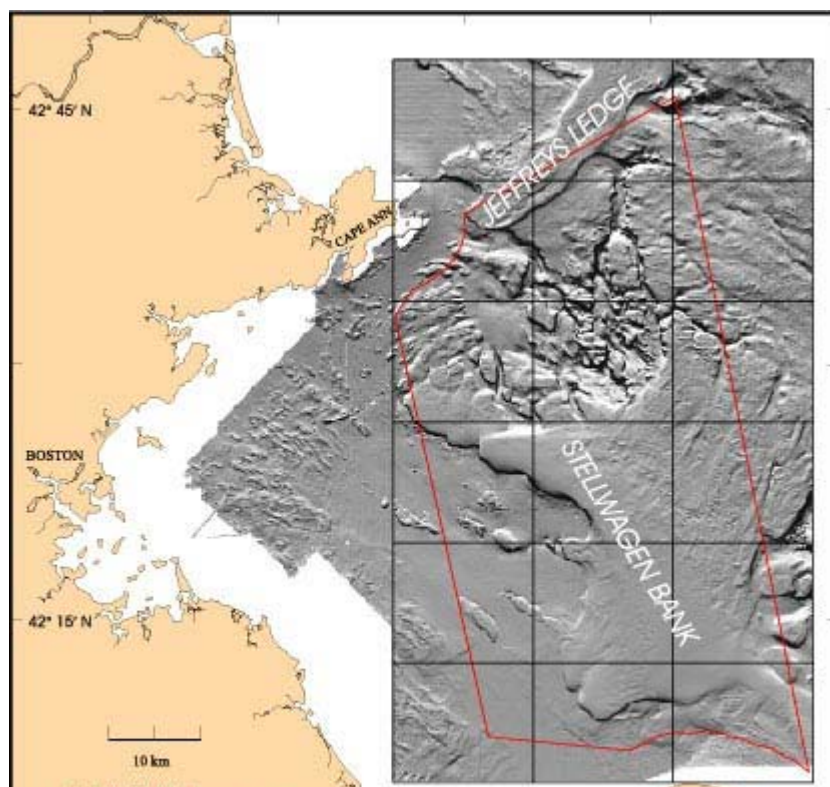 42° 45′ N
JEFFREYS LEDGE
CAPE ANN
BOSTON
STELLWAGEN BANK
42° 15′ N
10 km